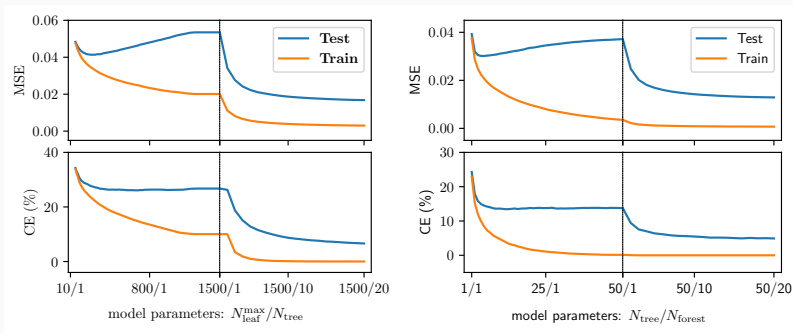 0.06
0.04
0.02
0.00
MSE
Test
Train
40
20
0
CE (%)
10/1 800/1 1500/1 1500/10 1500/20
model parameters: N_leaf^max/N_tree
0.04
0.02
0.00
MSE
Test
Train
30
20
10
0
CE (%)
1/1 25/1 50/1 50/10 50/20
model parameters: N_tree/N_forest